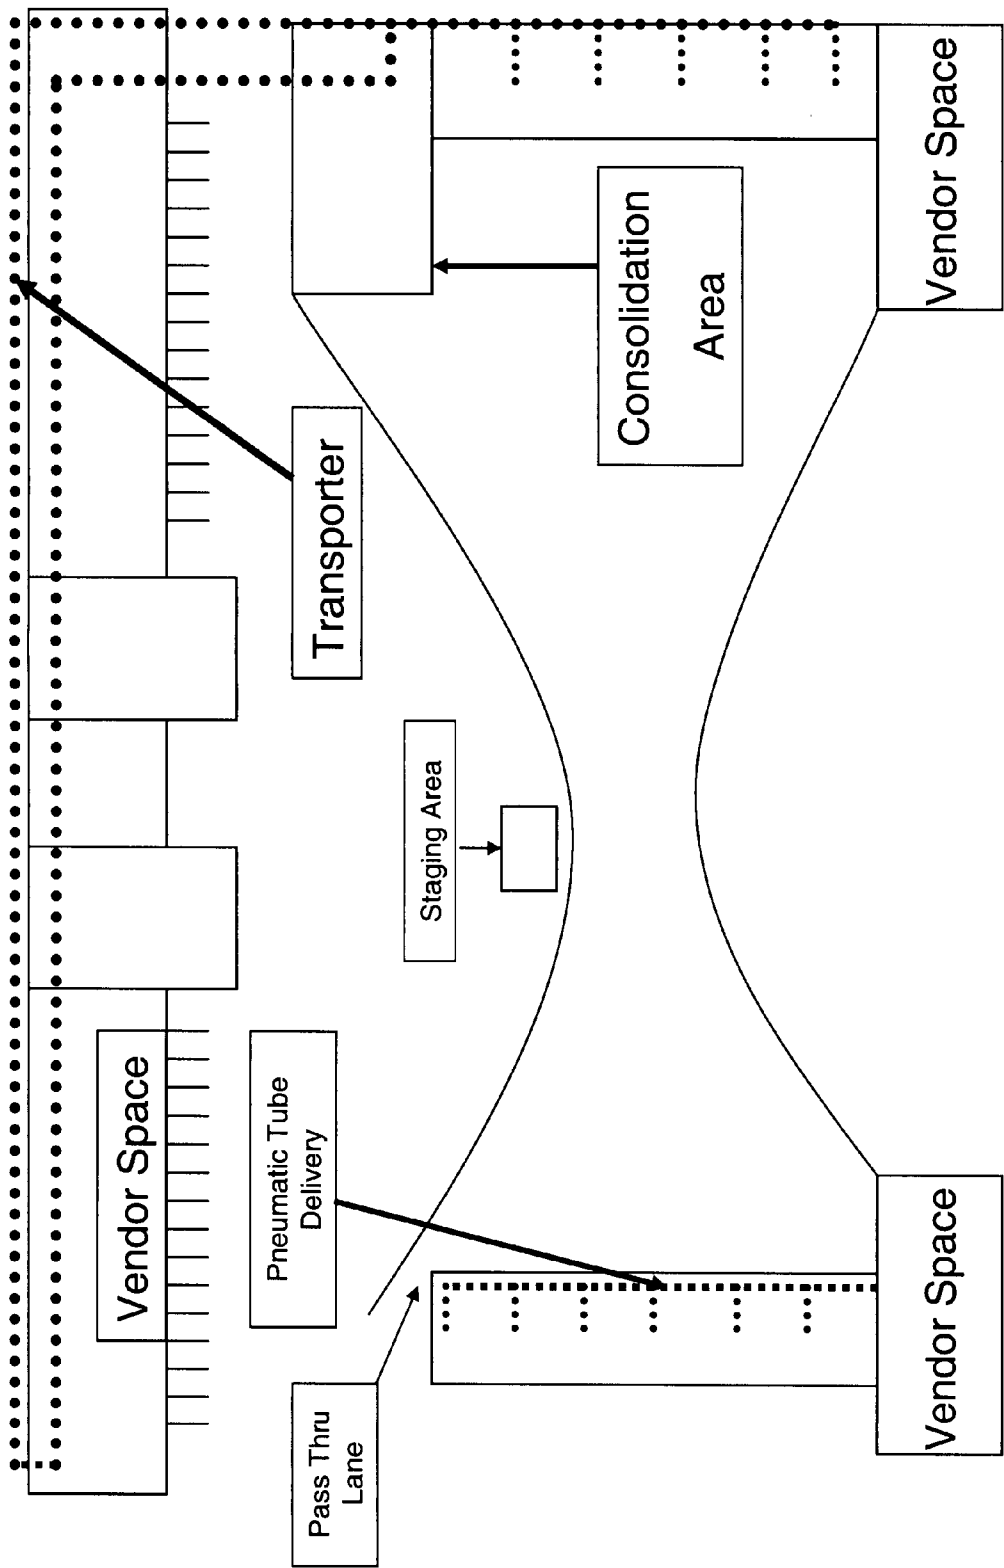 Vendor Space
Pneumatic Tube
Delivery
Pass Thru
Lane
Transporter
Staging Area
Consolidation
Area
Vendor Space
Vendor Space